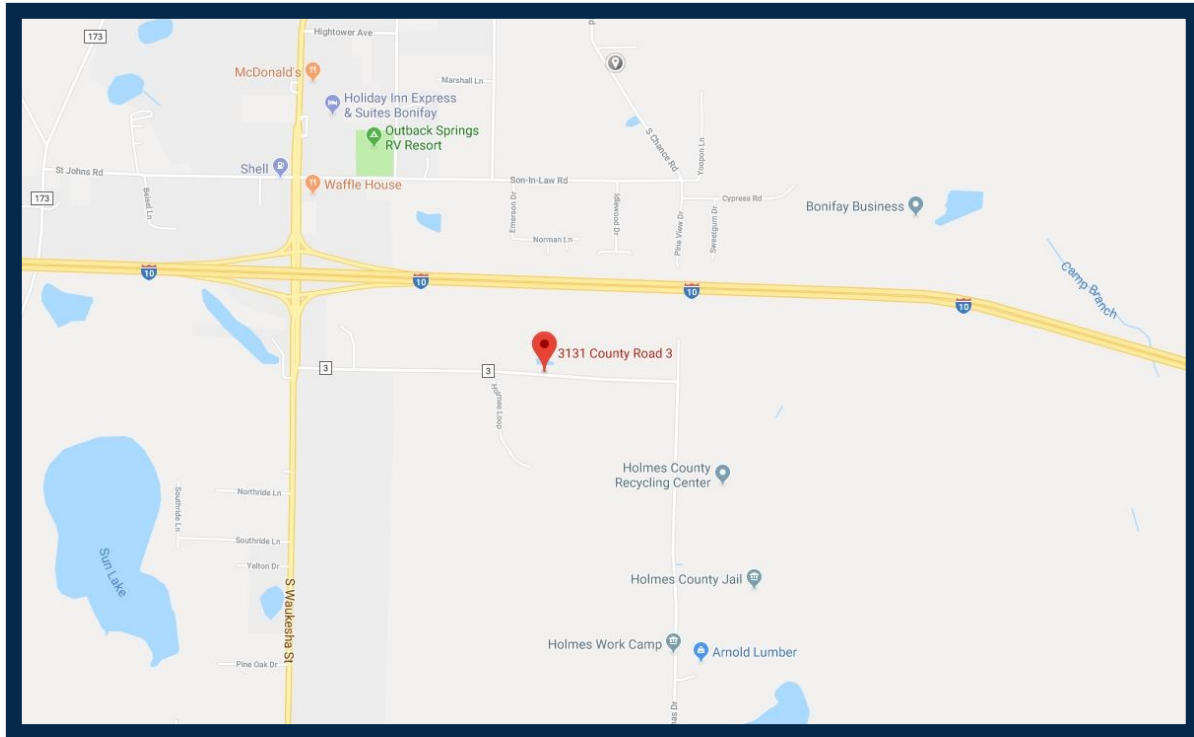 173
Hightower Ave
McDonald's
Marshall Ln
Holiday Inn Express
& Suites Bonifay
Outback Springs
RV Resort
S Chance Rd
Yoopon Ln
St Johns Rd
Shell
Waffle House
Son-In-Law Rd
173
Beisel Ln
Emerson Dr
Idlewood Dr
Cypress Rd
Bonifay Business
Pine View Dr
Sweetgum Dr
Norman Ln
10
10
10
10
Camp Branch
3131 County Road 3
3
3
Holmes Loop
Holmes County
Recycling Center
Northride Ln
Southride Ln
Southride Ln
Yelton Dr
Sun Lake
S Waukesha St
Holmes County Jail
Holmes Work Camp
Arnold Lumber
Pine Oak Dr